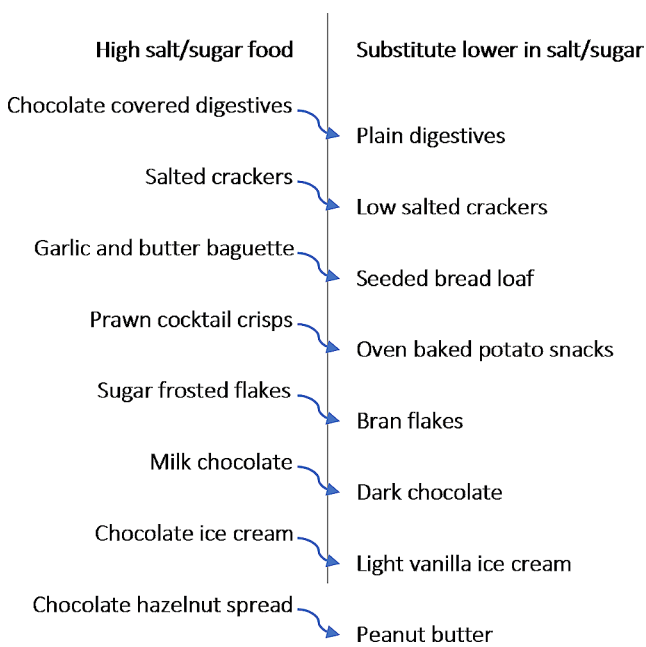 High salt/sugar food
Substitute lower in salt/sugar
Chocolate covered digestives
Plain digestives
Salted crackers
Low salted crackers
Garlic and butter baguette
Seeded bread loaf
Prawn cocktail crisps
Oven baked potato snacks
Sugar frosted flakes
Bran flakes
Milk chocolate
Dark chocolate
Chocolate ice cream
Light vanilla ice cream
Chocolate hazelnut spread
Peanut butter